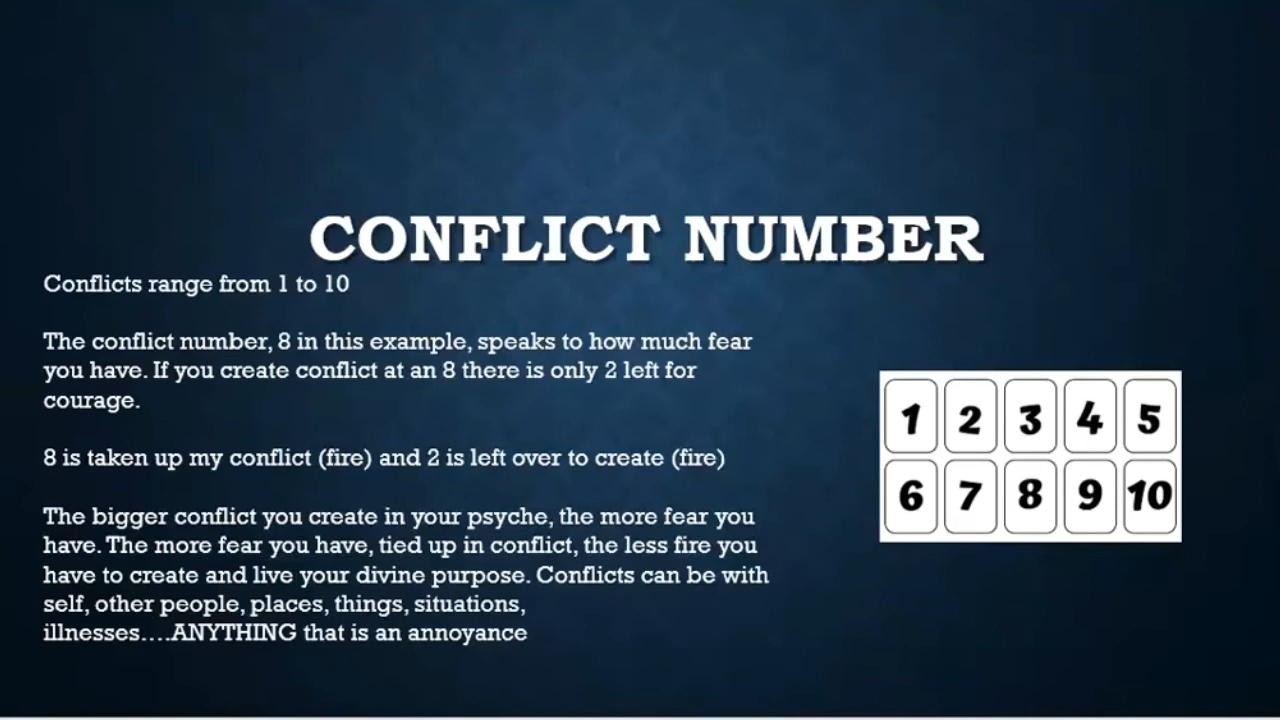 CONFLICT NUMBER
Conflicts range from 1 to 10
The conflict number, 8 in this example, speaks to how much fear
you have. If you create conflict at an 8 there is only 2 left for
courage.
8 is taken up my conflict (fire) and 2 is left over to create (fire)
The bigger conflict you create in your psyche, the more fear you
have. The more fear you have, tied up in conflict, the less fire you
have to create and live your divine purpose. Conflicts can be with
self, other people, places, things, situations,
illnesses....ANYTHING that is an annoyance
1 2 3 4 5
6 7 8 9 10